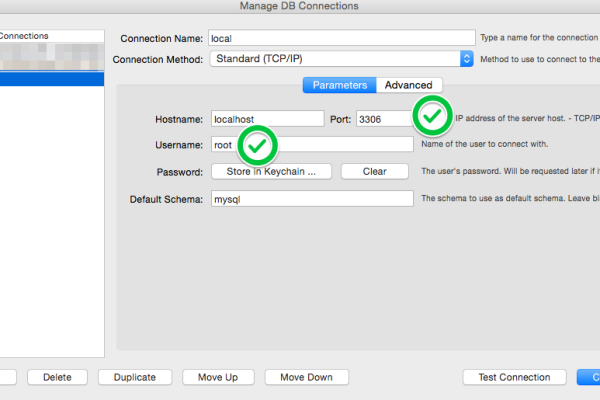 Manage DB Connections
Connections
Connection Name: local Type a name for the connection
Connection Method: Standard (TCP/IP) Method to use to connect to the
Parameters Advanced
Hostname: localhost Port: 3306 IP address of the server host. - TCP/IP
Username: root Name of the user to connect with.
Password: Store in Keychain ... Clear The user's password. Will be requested later if it
Default Schema: mysql The schema to use as default schema. Leave bl
Delete Duplicate Move Up Move Down Test Connection C